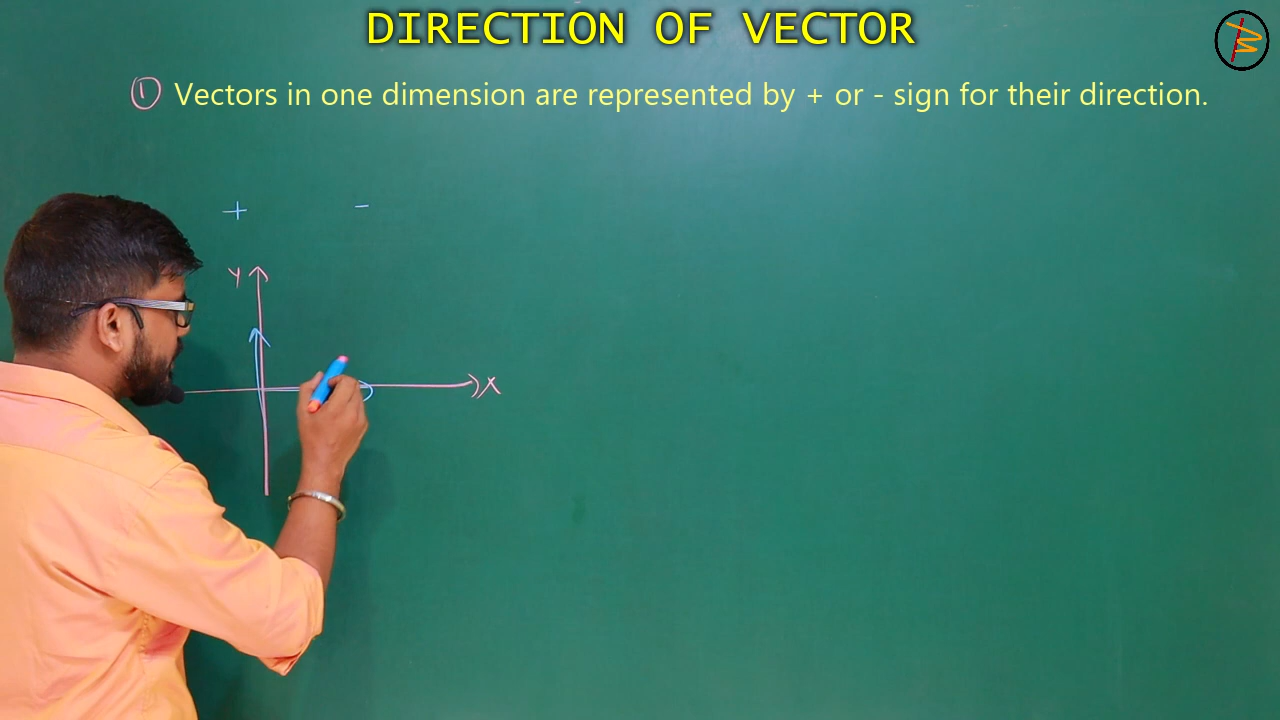 DIRECTION OF VECTOR
① Vectors in one dimension are represented by + or - sign for their direction.
+ -
Y
X